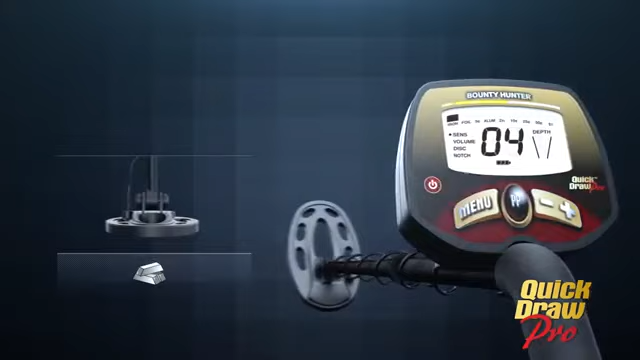 BOUNTY HUNTER
IRON FOIL 5¢ ALUM Zn 10¢ 25¢ 50¢ $1
SENS
VOLUME
DISC
NOTCH
04
DEPTH
Quick
Draw Pro
MENU
PP
- +
Quick
Draw
Pro